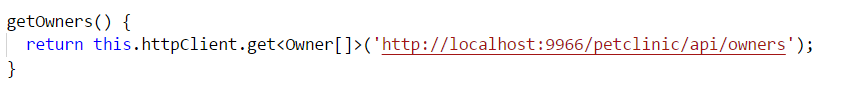 getOwners() {
  return this.httpClient.get<Owner[]>('http://localhost:9966/petclinic/api/owners');
}